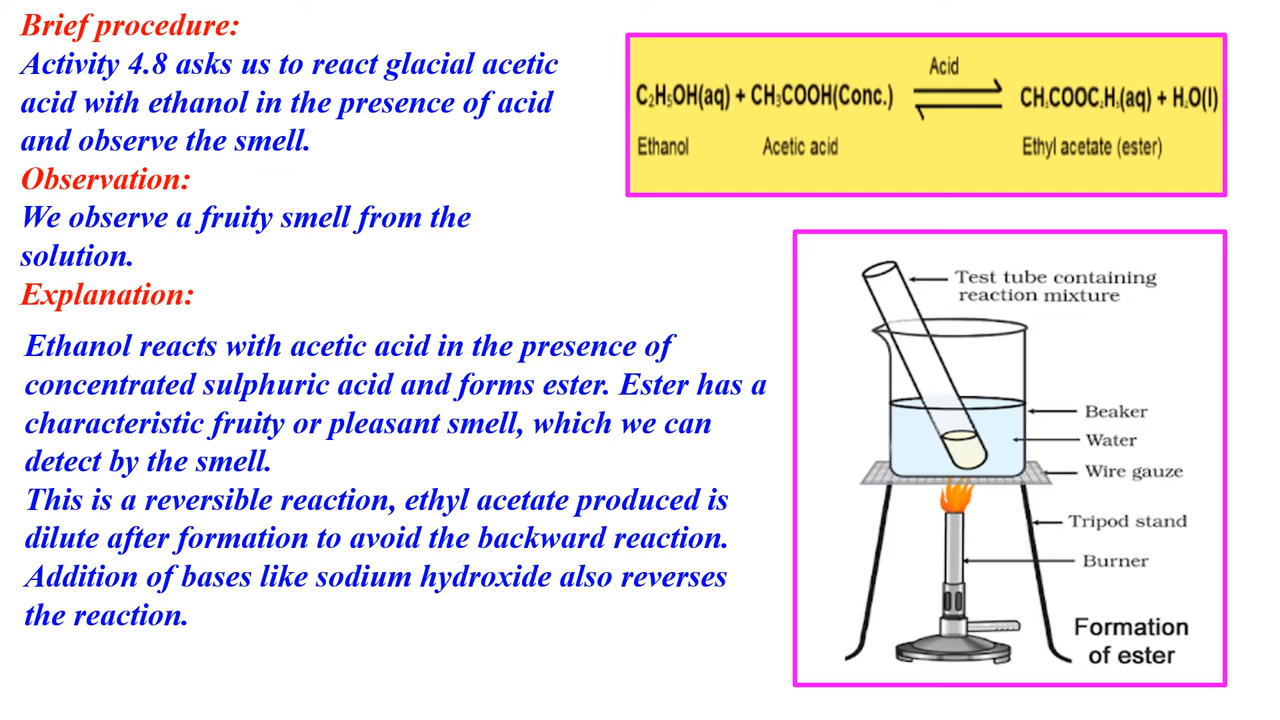 Brief procedure:
Activity 4.8 asks us to react glacial acetic
acid with ethanol in the presence of acid
and observe the smell.
Observation:
We observe a fruity smell from the
solution.
Explanation:
Ethanol reacts with acetic acid in the presence of
concentrated sulphuric acid and forms ester. Ester has a
characteristic fruity or pleasant smell, which we can
detect by the smell.
This is a reversible reaction, ethyl acetate produced is
dilute after formation to avoid the backward reaction.
Addition of bases like sodium hydroxide also reverses
the reaction.
Acid
C₂H₅OH(aq) + CH₃COOH(Conc.) ⇌ CH₃COOC₂H₅(aq) + H₂O(l)
Ethanol Acetic acid Ethyl acetate (ester)
Test tube containing
reaction mixture
Beaker
Water
Wire gauze
Tripod stand
Burner
Formation
of ester